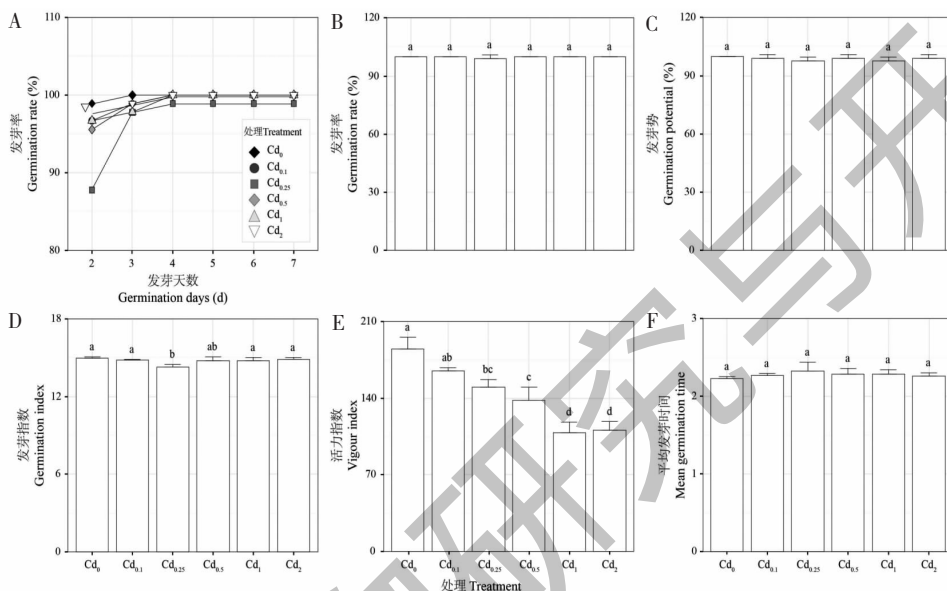 A
发芽率
Germination rate (%)
110
100
90
80
2
3
4
5
6
7
发芽天数
Germination days (d)
处理Treatment
Cd0
Cd0.1
Cd0.25
Cd0.5
Cd1
Cd2
B
发芽率
Germination rate (%)
120
90
60
30
0
a
a
a
a
a
a
C
发芽势
Germination potential (%)
120
90
60
30
0
a
a
a
a
a
a
D
发芽指数
Germination index
18
12
6
0
a
a
b
ab
a
a
Cd0
Cd0.1
Cd0.25
Cd0.5
Cd1
Cd2
E
活力指数
Vigour index
210
140
70
0
a
ab
bc
c
d
d
Cd0
Cd0.1
Cd0.25
Cd0.5
Cd1
Cd2
处理 Treatment
F
平均发芽时间
Mean germination time
3
2
1
0
a
a
a
a
a
a
Cd0
Cd0.1
Cd0.25
Cd0.5
Cd1
Cd2
研究与开